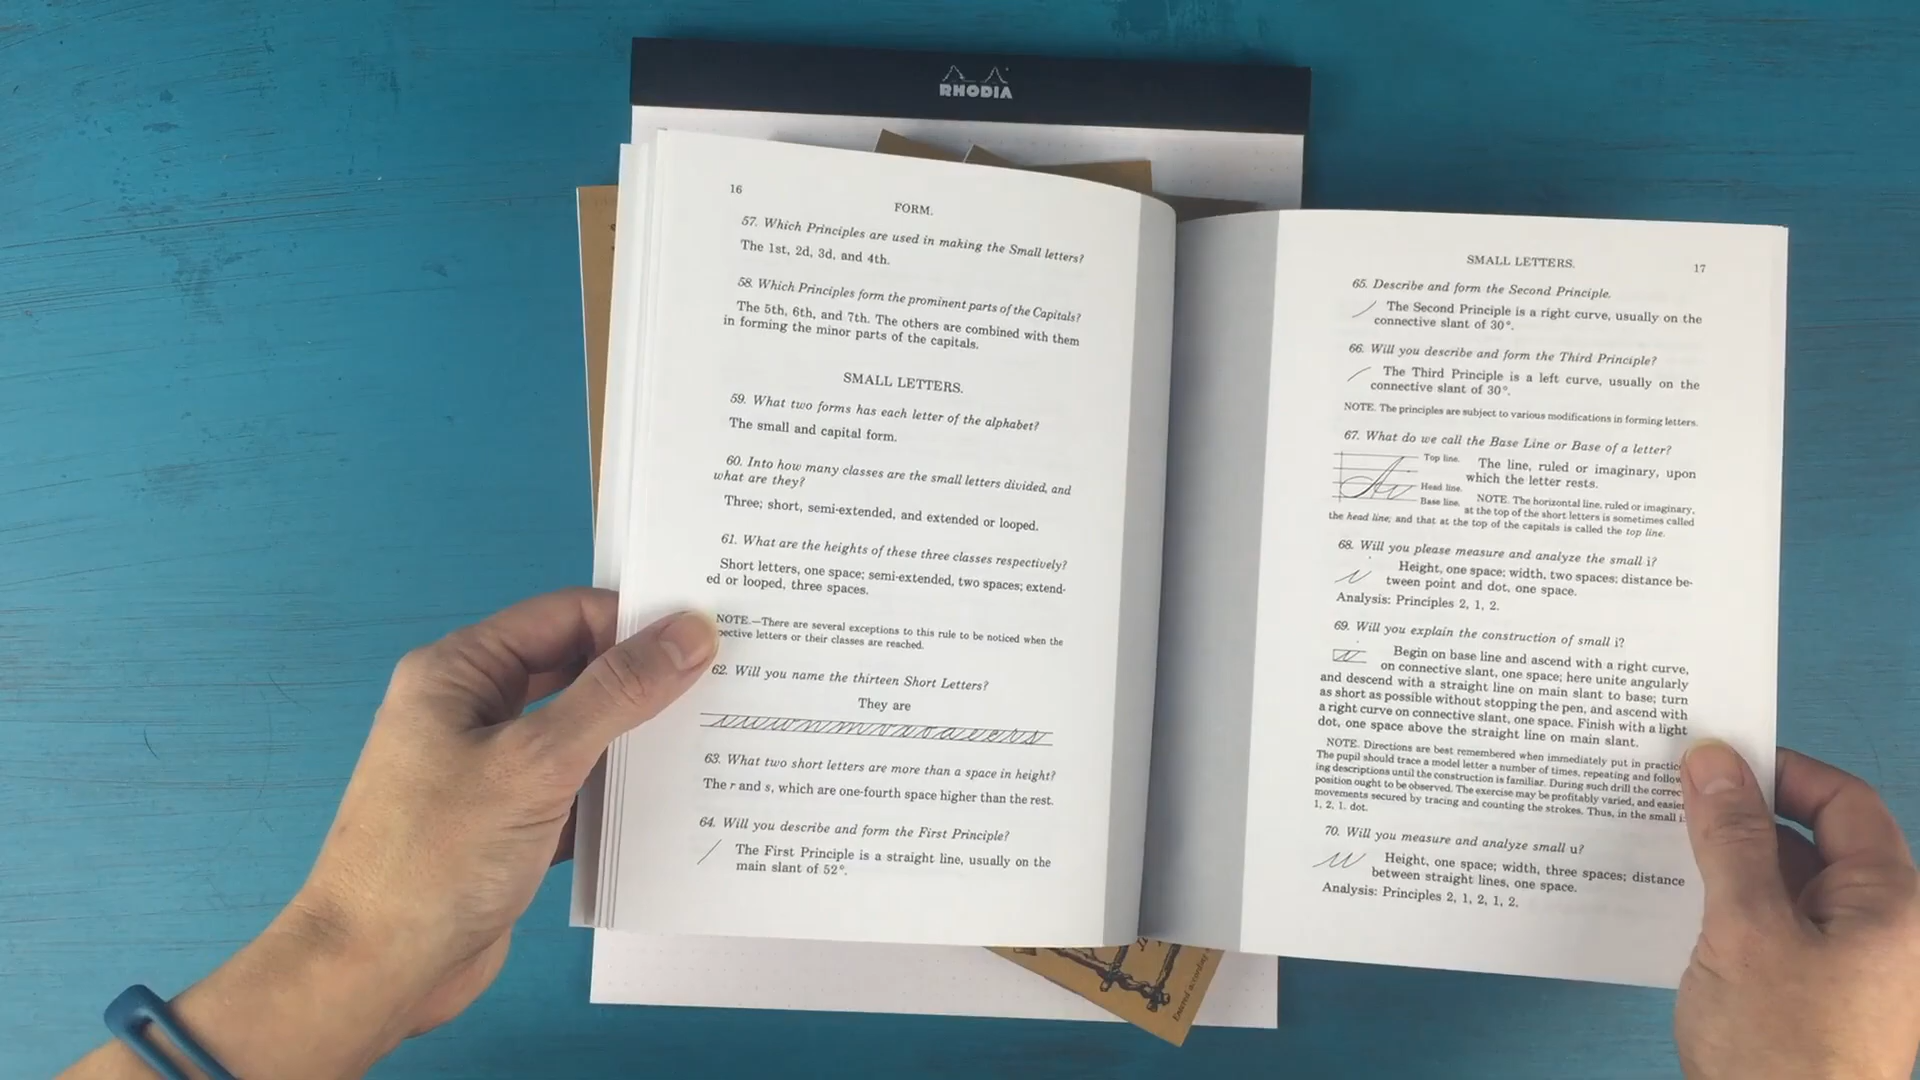 RHODIA
16
FORM.
57. Which Principles are used in making the Small letters?
The 1st, 2d, 3d, and 4th.
58. Which Principles form the prominent parts of the Capitals?
The 5th, 6th, and 7th. The others are combined with them
in forming the minor parts of the capitals.
SMALL LETTERS.
59. What two forms has each letter of the alphabet?
The small and capital form.
60. Into how many classes are the small letters divided, and
what are they?
Three; short, semi-extended, and extended or looped.
61. What are the heights of these three classes respectively?
Short letters, one space; semi-extended, two spaces; extend-
ed or looped, three spaces.
NOTE.—There are several exceptions to this rule to be noticed when the
pective letters or their classes are reached.
62. Will you name the thirteen Short Letters?
They are
63. What two short letters are more than a space in height?
The r and s, which are one-fourth space higher than the rest.
64. Will you describe and form the First Principle?
The First Principle is a straight line, usually on the
main slant of 52°.
SMALL LETTERS.
17
65. Describe and form the Second Principle.
The Second Principle is a right curve, usually on the
connective slant of 30°.
66. Will you describe and form the Third Principle?
The Third Principle is a left curve, usually on the
connective slant of 30°.
NOTE. The principles are subject to various modifications in forming letters.
67. What do we call the Base Line or Base of a letter?
Top line.
Head line.
Base line.
The line, ruled or imaginary, upon
which the letter rests.
NOTE. The horizontal line, ruled or imaginary,
at the top of the short letters is sometimes called
the head line; and that at the top of the capitals is called the top line.
68. Will you please measure and analyze the small i?
Height, one space; width, two spaces; distance be-
tween point and dot, one space.
Analysis: Principles 2, 1, 2.
69. Will you explain the construction of small i?
Begin on base line and ascend with a right curve,
on connective slant, one space; here unite angularly
and descend with a straight line on main slant to base; turn
as short as possible without stopping the pen, and ascend with
a right curve on connective slant, one space. Finish with a light
dot, one space above the straight line on main slant.
NOTE. Directions are best remembered when immediately put in practic
The pupil should trace a model letter a number of times, repeating and follow
ing descriptions until the construction is familiar. During such drill the correc
position ought to be observed. The exercise may be profitably varied, and easier
movements secured by tracing and counting the strokes. Thus, in the small i:
1, 2, 1. dot.
70. Will you measure and analyze small u?
Height, one space; width, three spaces; distance
between straight lines, one space.
Analysis: Principles 2, 1, 2, 1, 2.
Entered according